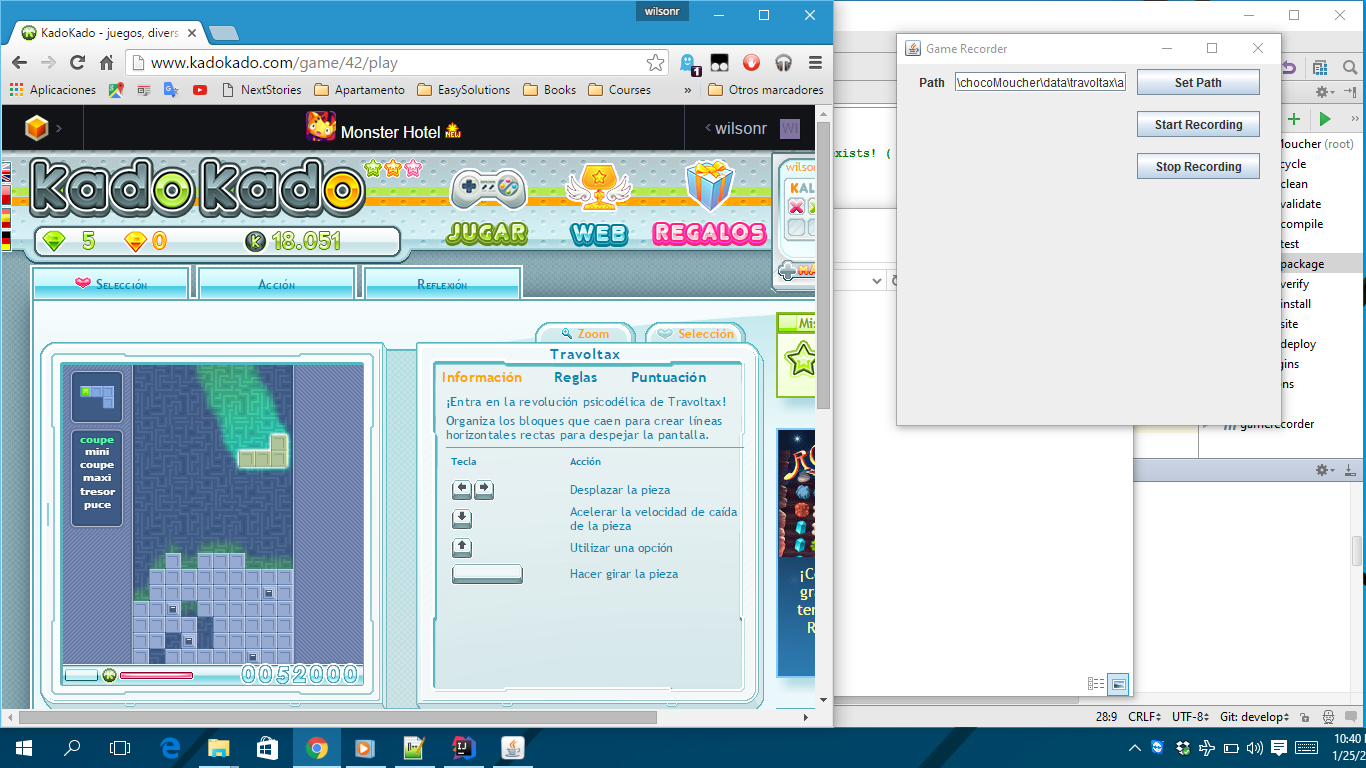 wilsonr
KadoKado - juegos, divers
www.kadokado.com/game/42/play
1
Aplicaciones
NextStories
Apartamento
EasySolutions
Books
Courses
»
Otros marcadores
Monster Hotel NEW
wilsonr
WI
KadoKado
JUGAR
WEB
REGALOS
5
0
K 18.051
Selección
Acción
Reflexión
Zoom
Selección
Travoltax
Información Reglas Puntuación
¡Entra en la revolución psicodélica de Travoltax!
Organiza los bloques que caen para crear líneas
horizontales rectas para despejar la pantalla.
Tecla Acción
Desplazar la pieza
Acelerar la velocidad de caída
de la pieza
Utilizar una opción
Hacer girar la pieza
coupe
mini
coupe
maxi
tresor
puce
0052000
Game Recorder
Path \chocoMoucher\data\travoltax\a Set Path
Start Recording
Stop Recording
xists! (
Moucher (root)
cycle
clean
validate
compile
test
package
verify
install
site
deploy
gins
ens
gamerecorder
28:9 CRLF UTF-8 Git: develop
10:40
1/25/2